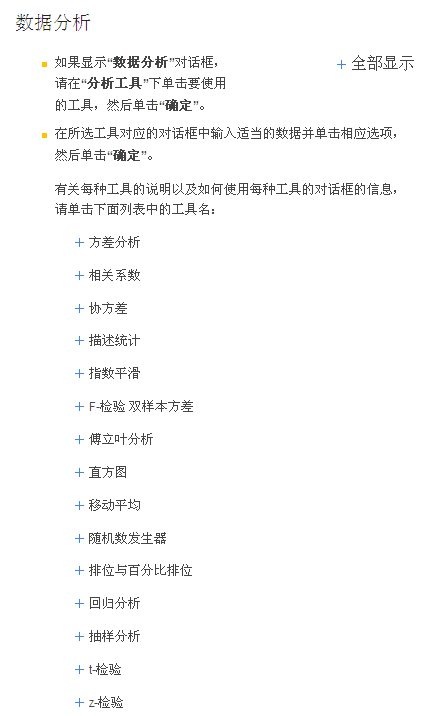 数据分析
如果显示“数据分析”对话框，
请在“分析工具”下单击要使用
的工具，然后单击“确定”。
+ 全部显示
在所选工具对应的对话框中输入适当的数据并单击相应选项，
然后单击“确定”。
有关每种工具的说明以及如何使用每种工具的对话框的信息，
请单击下面列表中的工具名：
+ 方差分析
+ 相关系数
+ 协方差
+ 描述统计
+ 指数平滑
+ F-检验 双样本方差
+ 傅立叶分析
+ 直方图
+ 移动平均
+ 随机数发生器
+ 排位与百分比排位
+ 回归分析
+ 抽样分析
+ t-检验
+ z-检验